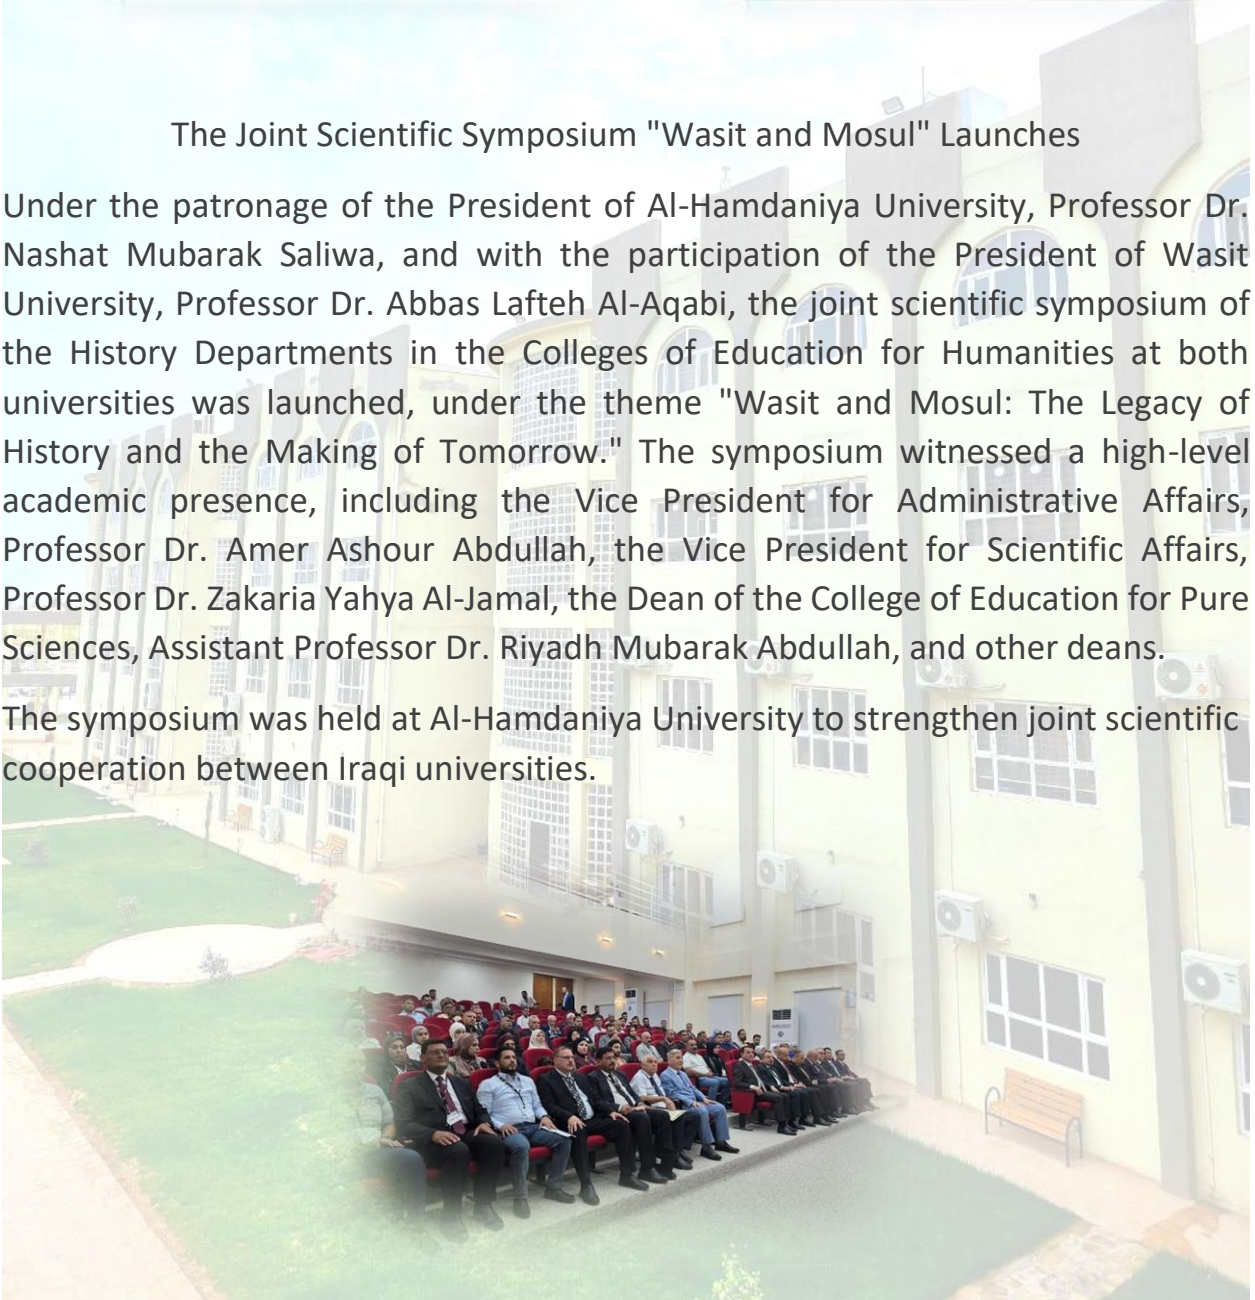 The Joint Scientific Symposium "Wasit and Mosul" Launches
Under the patronage of the President of Al-Hamdaniya University, Professor Dr.
Nashat Mubarak Saliwa, and with the participation of the President of Wasit
University, Professor Dr. Abbas Lafteh Al-Aqabi, the joint scientific symposium of
the History Departments in the Colleges of Education for Humanities at both
universities was launched, under the theme "Wasit and Mosul: The Legacy of
History and the Making of Tomorrow." The symposium witnessed a high-level
academic presence, including the Vice President for Administrative Affairs,
Professor Dr. Amer Ashour Abdullah, the Vice President for Scientific Affairs,
Professor Dr. Zakaria Yahya Al-Jamal, the Dean of the College of Education for Pure
Sciences, Assistant Professor Dr. Riyadh Mubarak Abdullah, and other deans.
The symposium was held at Al-Hamdaniya University to strengthen joint scientific
cooperation between Iraqi universities.